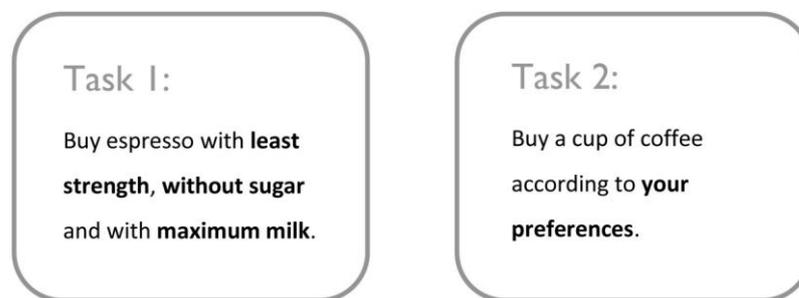 Task 1:
Buy espresso with least
strength, without sugar
and with maximum milk.
Task 2:
Buy a cup of coffee
according to your
preferences.